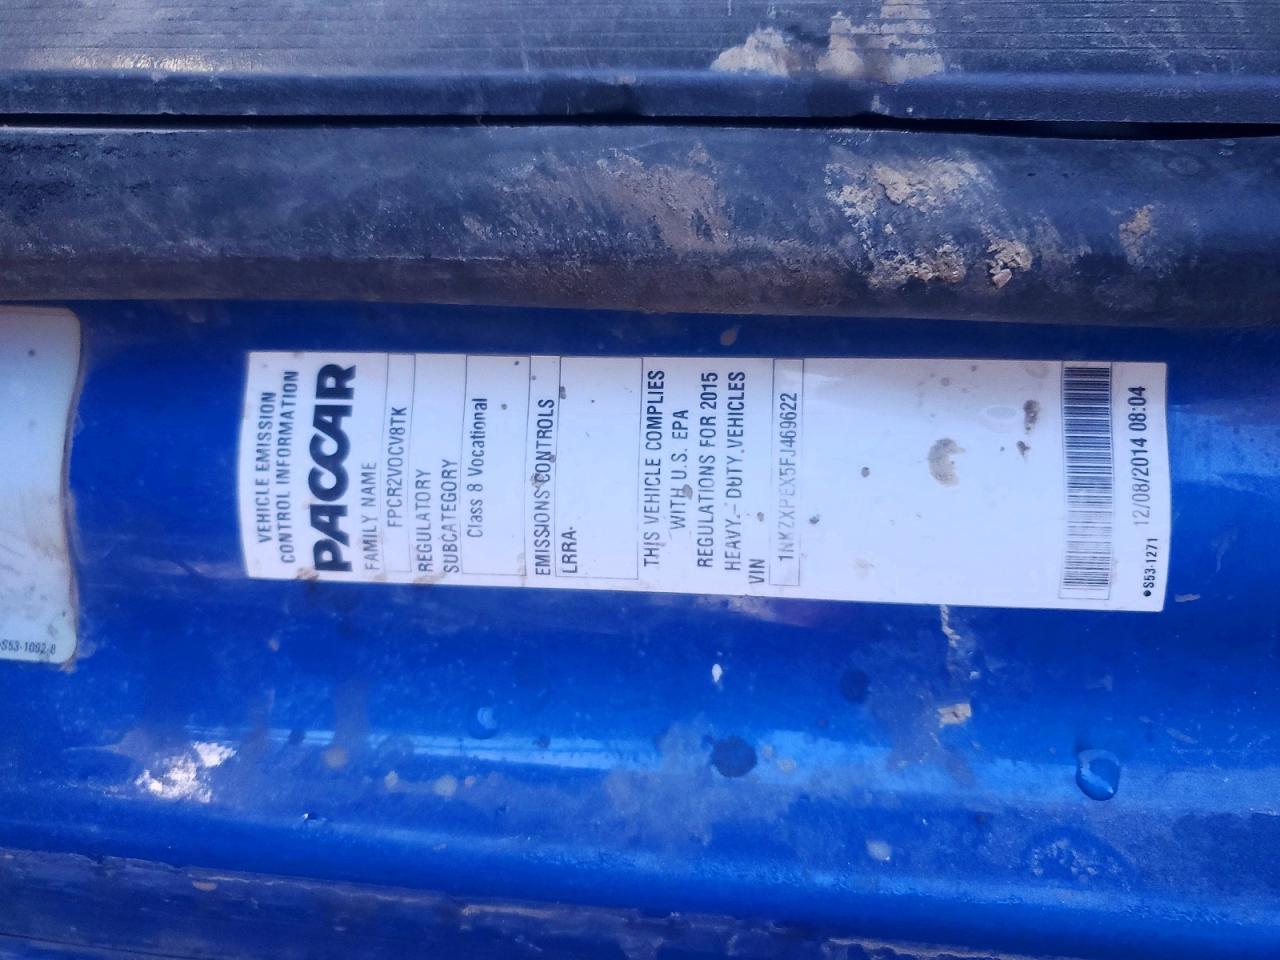 VEHICLE EMISSION
CONTROL INFORMATION
PACCAR
FAMILY NAME
FPCR2VOCV8TK
REGULATORY
SUBCATEGORY
Class 8 Vocational
EMISSIONS CONTROLS
LRRA-
THIS VEHICLE COMPLIES
WITH U.S. EPA
REGULATIONS FOR 2015
HEAVY-DUTY VEHICLES
VIN
1NKZXPEX5FJ469622
S53-1271 12/08/2014 08:04
S53-1092-8